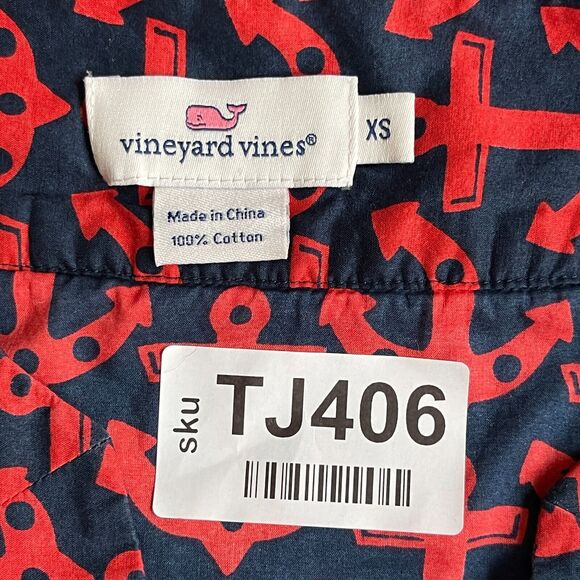 vineyard vines®
XS
Made in China
100% Cotton
sku
TJ406